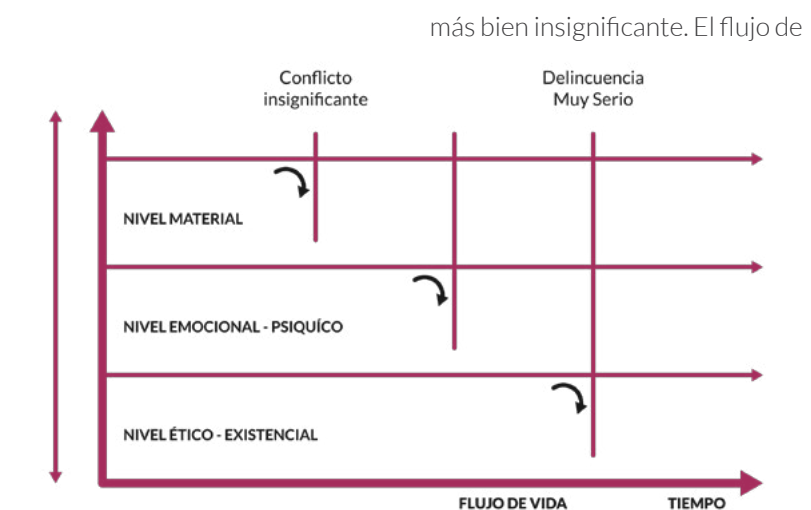 más bien insignificante. El flujo de
Conflicto
insignificante
Delincuencia
Muy Serio
NIVEL MATERIAL
NIVEL EMOCIONAL - PSIQUÍCO
NIVEL ÉTICO - EXISTENCIAL
FLUJO DE VIDA
TIEMPO